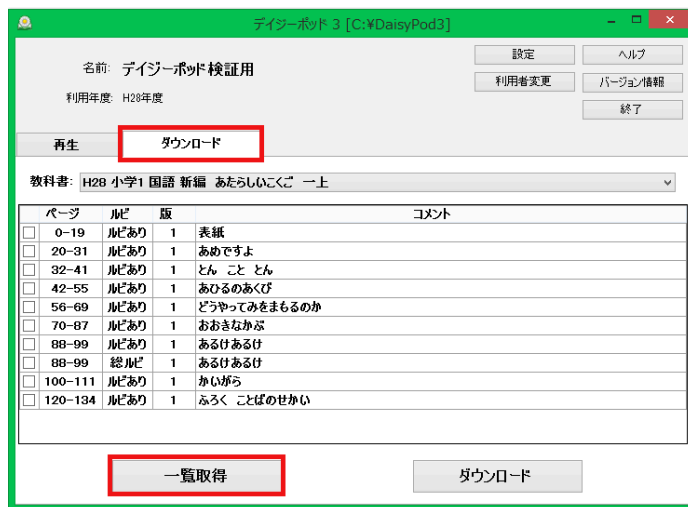 デイジーポッド 3 [C:¥DaisyPod3]
名前: デイジーポッド検証用
利用年度: H28年度
設定 ヘルプ
利用者変更 バージョン情報
終了
再生 ダウンロード
教科書: H28 小学1 国語 新編 あたらしいこくご 一上
ページ ルビ 版 コメント
0-19 ルビあり 1 表紙
20-31 ルビあり 1 あめですよ
32-41 ルビあり 1 とん こと とん
42-55 ルビあり 1 あひるのあくび
56-69 ルビあり 1 どうやってみをまもるのか
70-87 ルビあり 1 おおきなかぶ
88-99 ルビあり 1 あるけあるけ
88-99 総ルビ 1 あるけあるけ
100-111 ルビあり 1 かいがら
120-134 ルビあり 1 ふろく ことばのせかい
一覧取得 ダウンロード